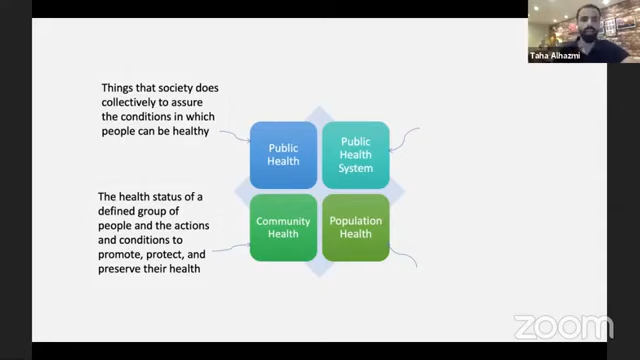 Taha Alhazmi
Things that society does
collectively to assure
the conditions in which
people can be healthy
Public
Health
Public
Health
System
The health status of a
defined group of
people and the actions
and conditions to
promote, protect, and
preserve their health
Community
Health
Population
Health
zoom